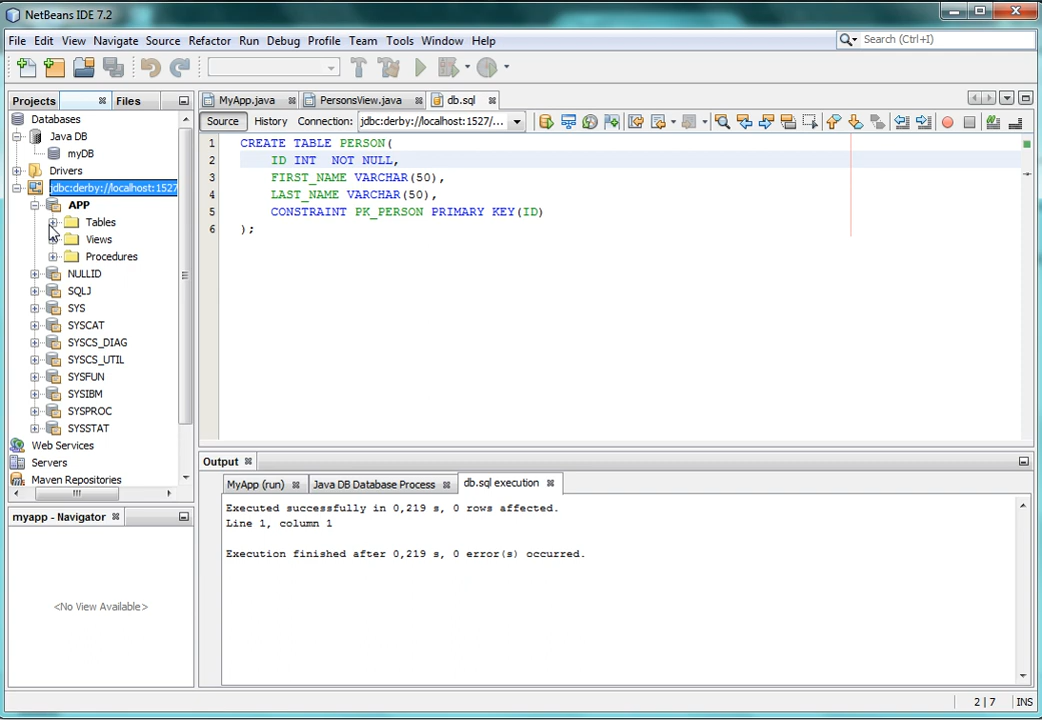 NetBeans IDE 7.2
File Edit View Navigate Source Refactor Run Debug Profile Team Tools Window Help
Search (Ctrl+I)
Projects Files
MyApp.java PersonsView.java db.sql
Source History Connection: jdbc:derby://localhost:1527/...
Databases
Java DB
myDB
Drivers
jdbc:derby://localhost:1527
APP
Tables
Views
Procedures
NULLID
SQLJ
SYS
SYSCAT
SYSCS_DIAG
SYSCS_UTIL
SYSFUN
SYSIBM
SYSPROC
SYSSTAT
Web Services
Servers
Maven Repositories
1 CREATE TABLE PERSON(
2 ID INT NOT NULL,
3 FIRST_NAME VARCHAR(50),
4 LAST_NAME VARCHAR(50),
5 CONSTRAINT PK_PERSON PRIMARY KEY(ID)
6 );
myapp - Navigator
<No View Available>
Output
MyApp (run) Java DB Database Process db.sql execution
Executed successfully in 0,219 s, 0 rows affected.
Line 1, column 1
Execution finished after 0,219 s, 0 error(s) occurred.
2 | 7 INS